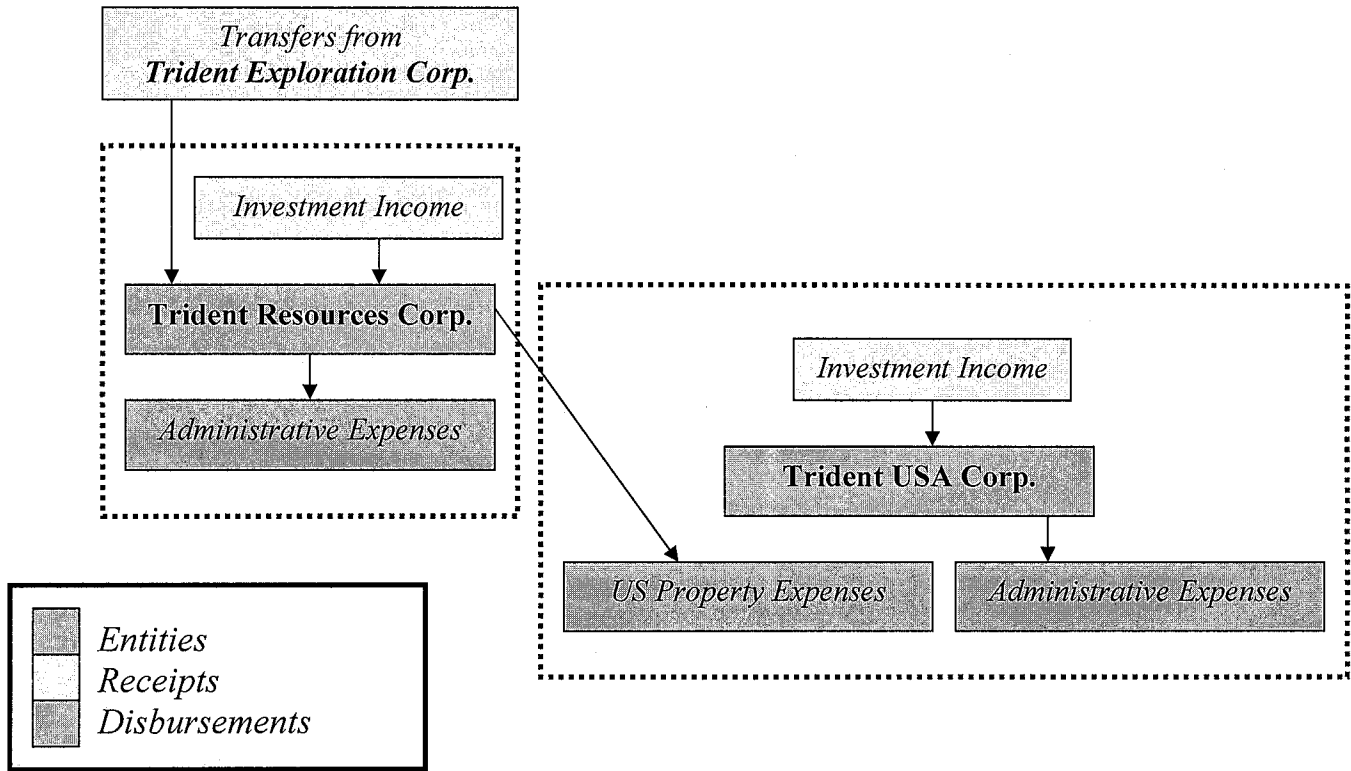 Transfers from
Trident Exploration Corp.
Investment Income
Trident Resources Corp.
Administrative Expenses
Investment Income
Trident USA Corp.
US Property Expenses
Administrative Expenses
Entities
Receipts
Disbursements